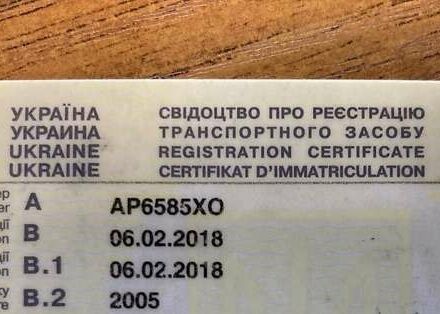 УКРАЇНА СВІДОЦТВО ПРО РЕЄСТРАЦІЮ
УКРАИНА ТРАНСПОРТНОГО ЗАСОБУ
UKRAINE REGISTRATION CERTIFICATE
UKRAINE CERTIFIKAT D'IMMATRICULATION
A AP6585XO
B 06.02.2018
B.1 06.02.2018
B.2 2005